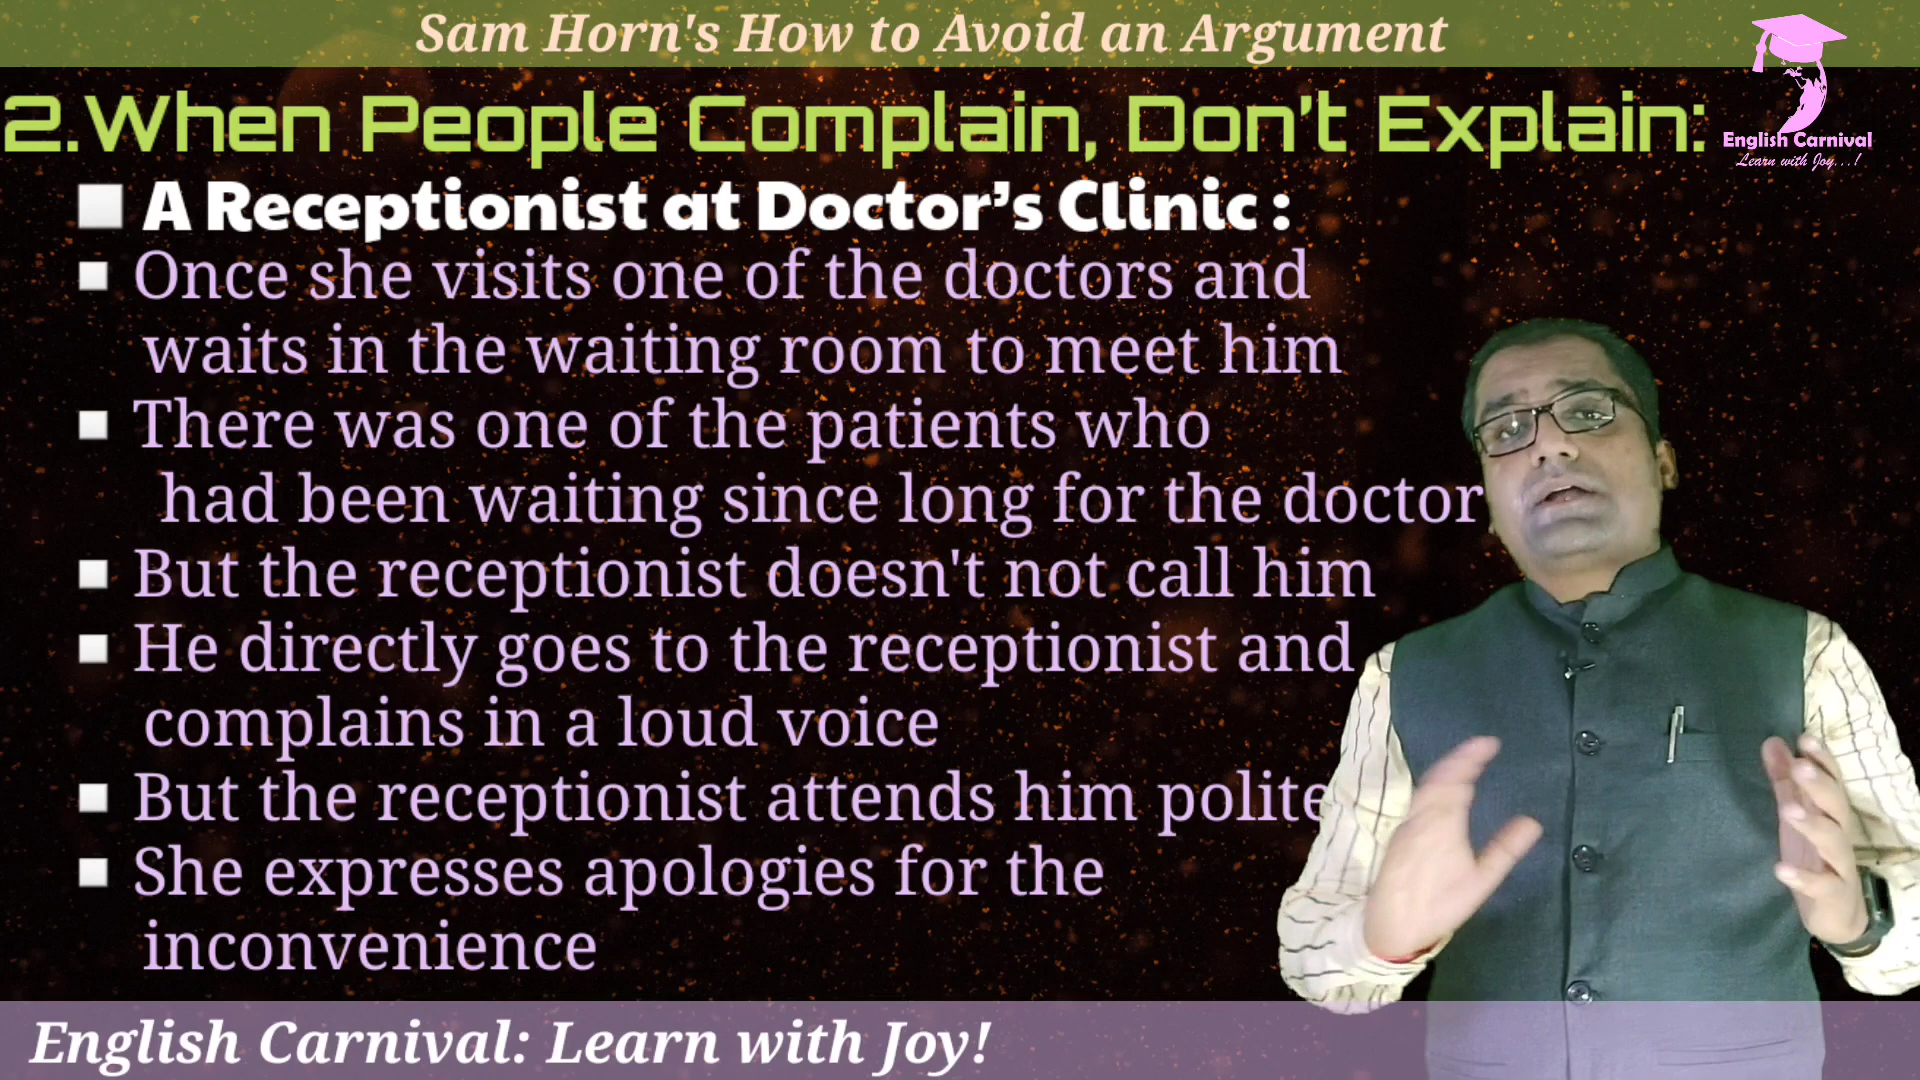 Sam Horn's How to Avoid an Argument
2.When People Complain, Don't Explain:
English Carnival
Learn with Joy...!
A Receptionist at Doctor's Clinic :
Once she visits one of the doctors and
waits in the waiting room to meet him
There was one of the patients who
had been waiting since long for the doctor
But the receptionist doesn't not call him
He directly goes to the receptionist and
complains in a loud voice
But the receptionist attends him
She expresses apologies for the
inconvenience
English Carnival: Learn with Joy!